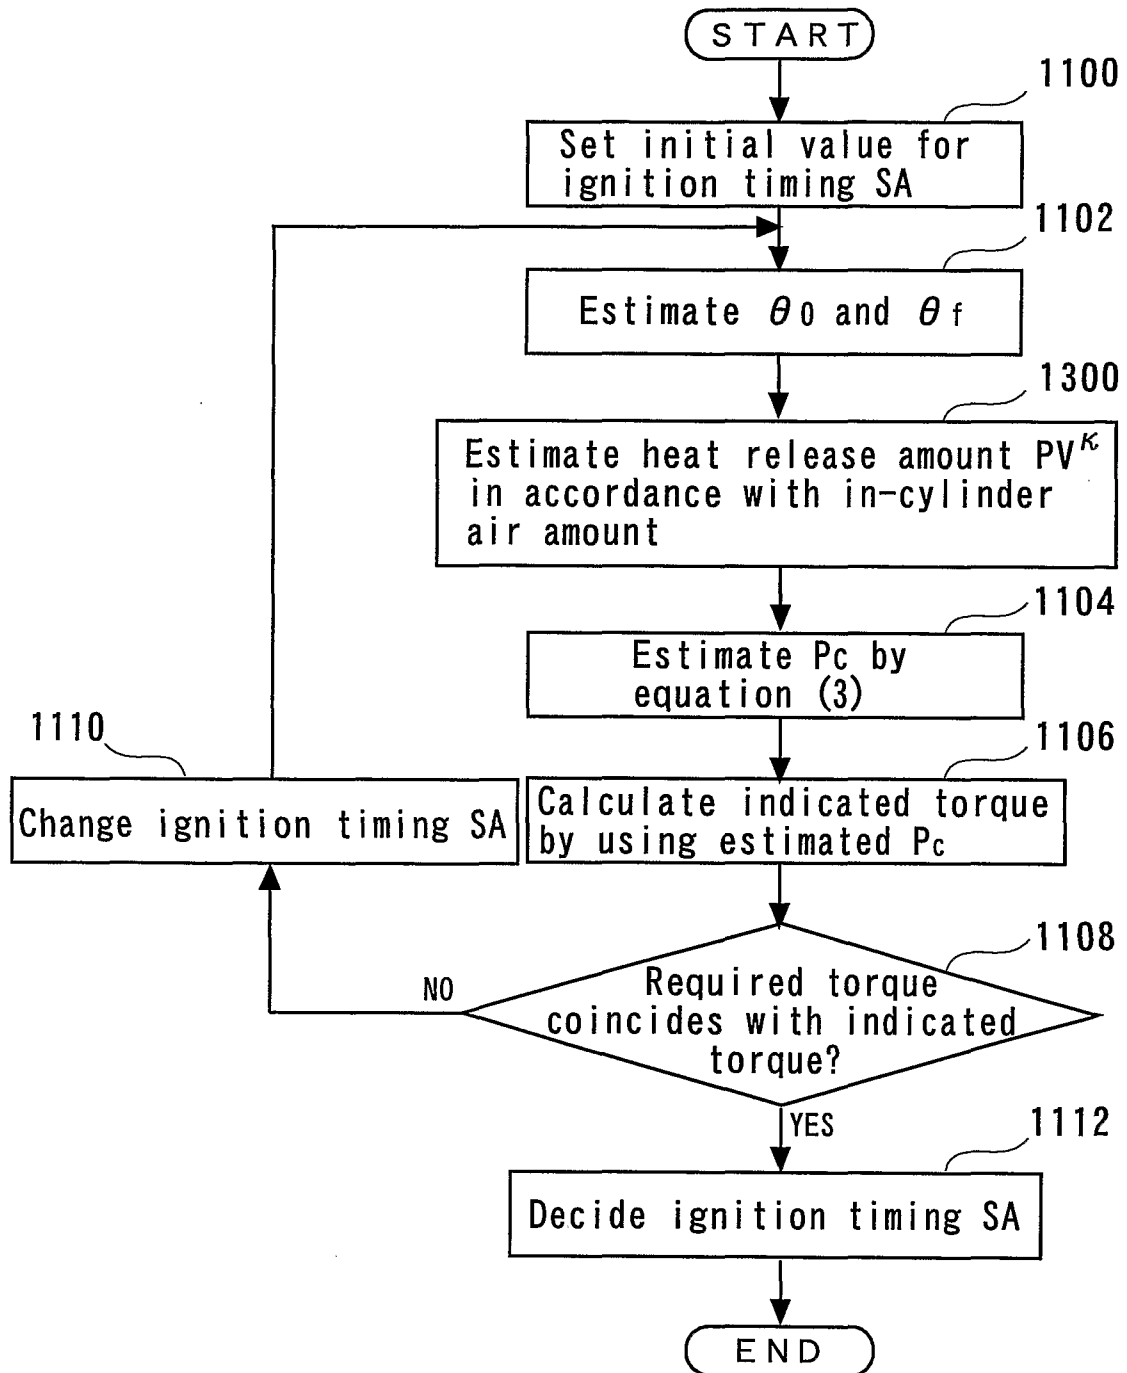 START
1100
Set initial value for
ignition timing SA
1102
Estimate θ0 and θf
1300
Estimate heat release amount PV^κ
in accordance with in-cylinder
air amount
1104
Estimate Pc by
equation (3)
1110
1106
Change ignition timing SA
Calculate indicated torque
by using estimated Pc
1108
NO
Required torque
coincides with indicated
torque?
YES
1112
Decide ignition timing SA
END